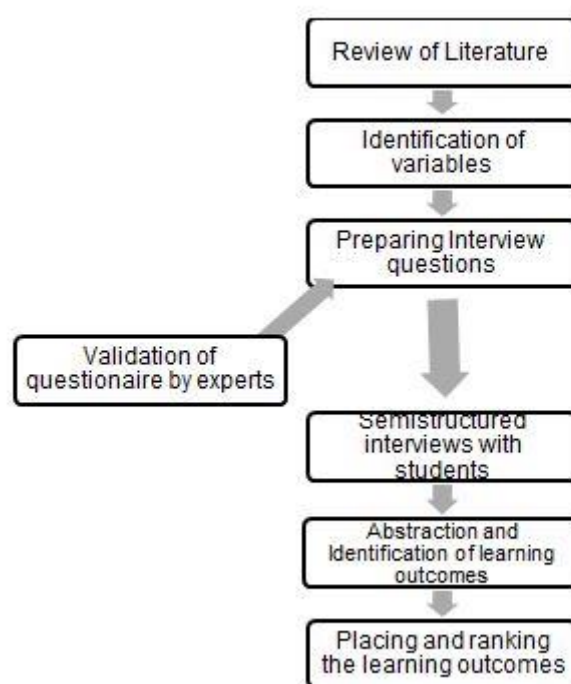 Review of Literature
Identification of
variables
Preparing Interview
questions
Validation of
questionaire by experts
Semistructured
interviews with
students
Abstraction and
Identification of learning
outcomes
Placing and ranking
the learning outcomes